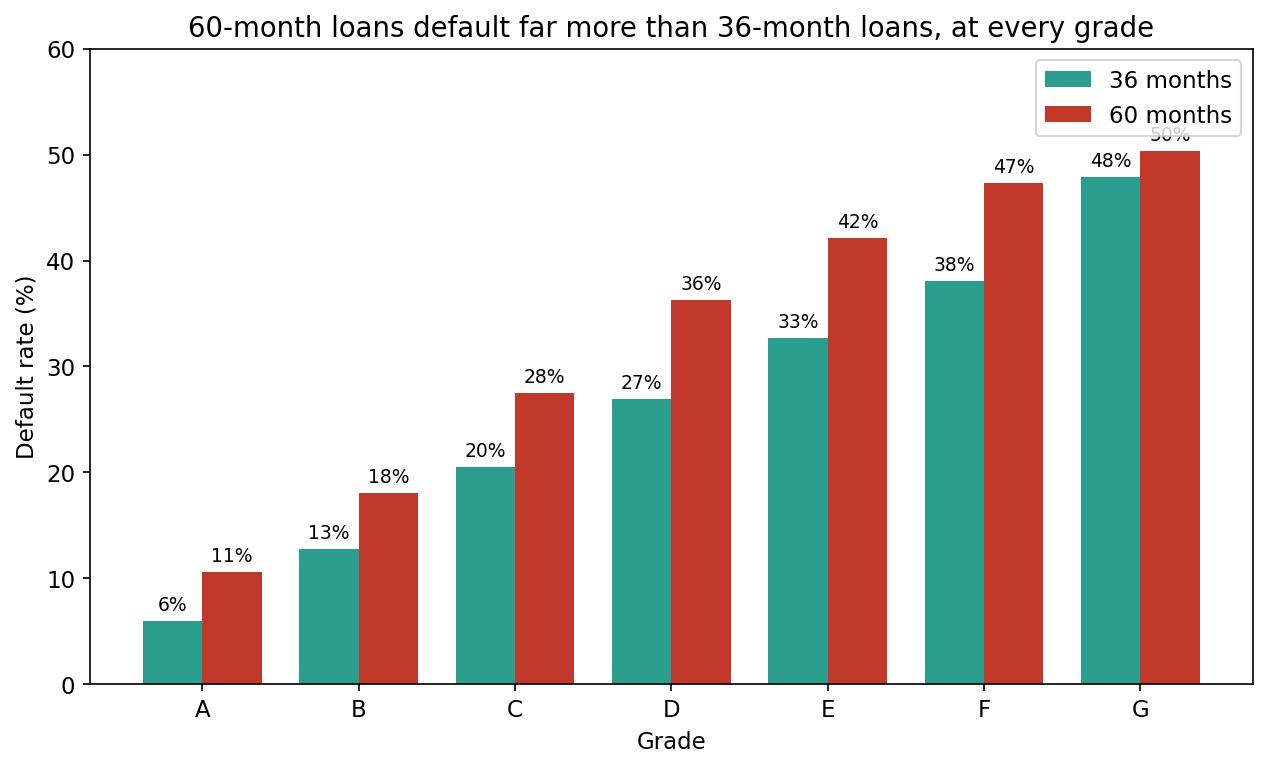 60-month loans default far more than 36-month loans, at every grade
36 months
60 months
Default rate (%)
60
50
40
30
20
10
0
6%
11%
13%
18%
20%
28%
27%
36%
33%
42%
38%
47%
48%
50%
A
B
C
D
E
F
G
Grade